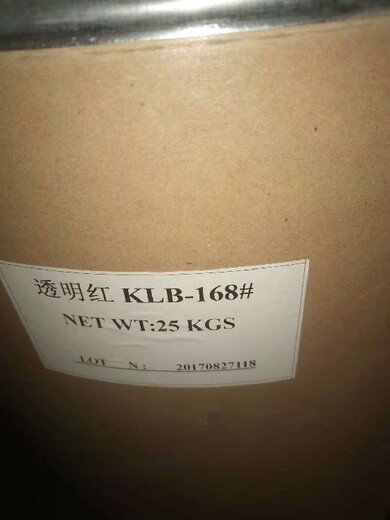 透明红 KLB-168#
NET WT:25 KGS
LOT N: 20170827118